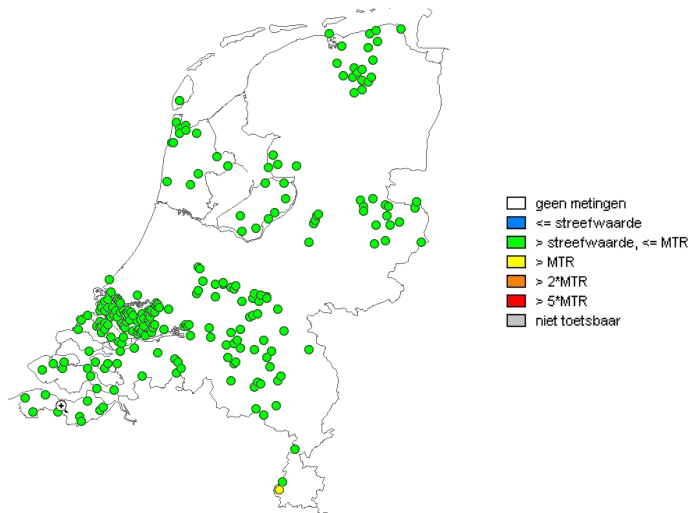 geen metingen
<= streefwaarde
> streefwaarde, <= MTR
> MTR
> 2*MTR
> 5*MTR
niet toetsbaar